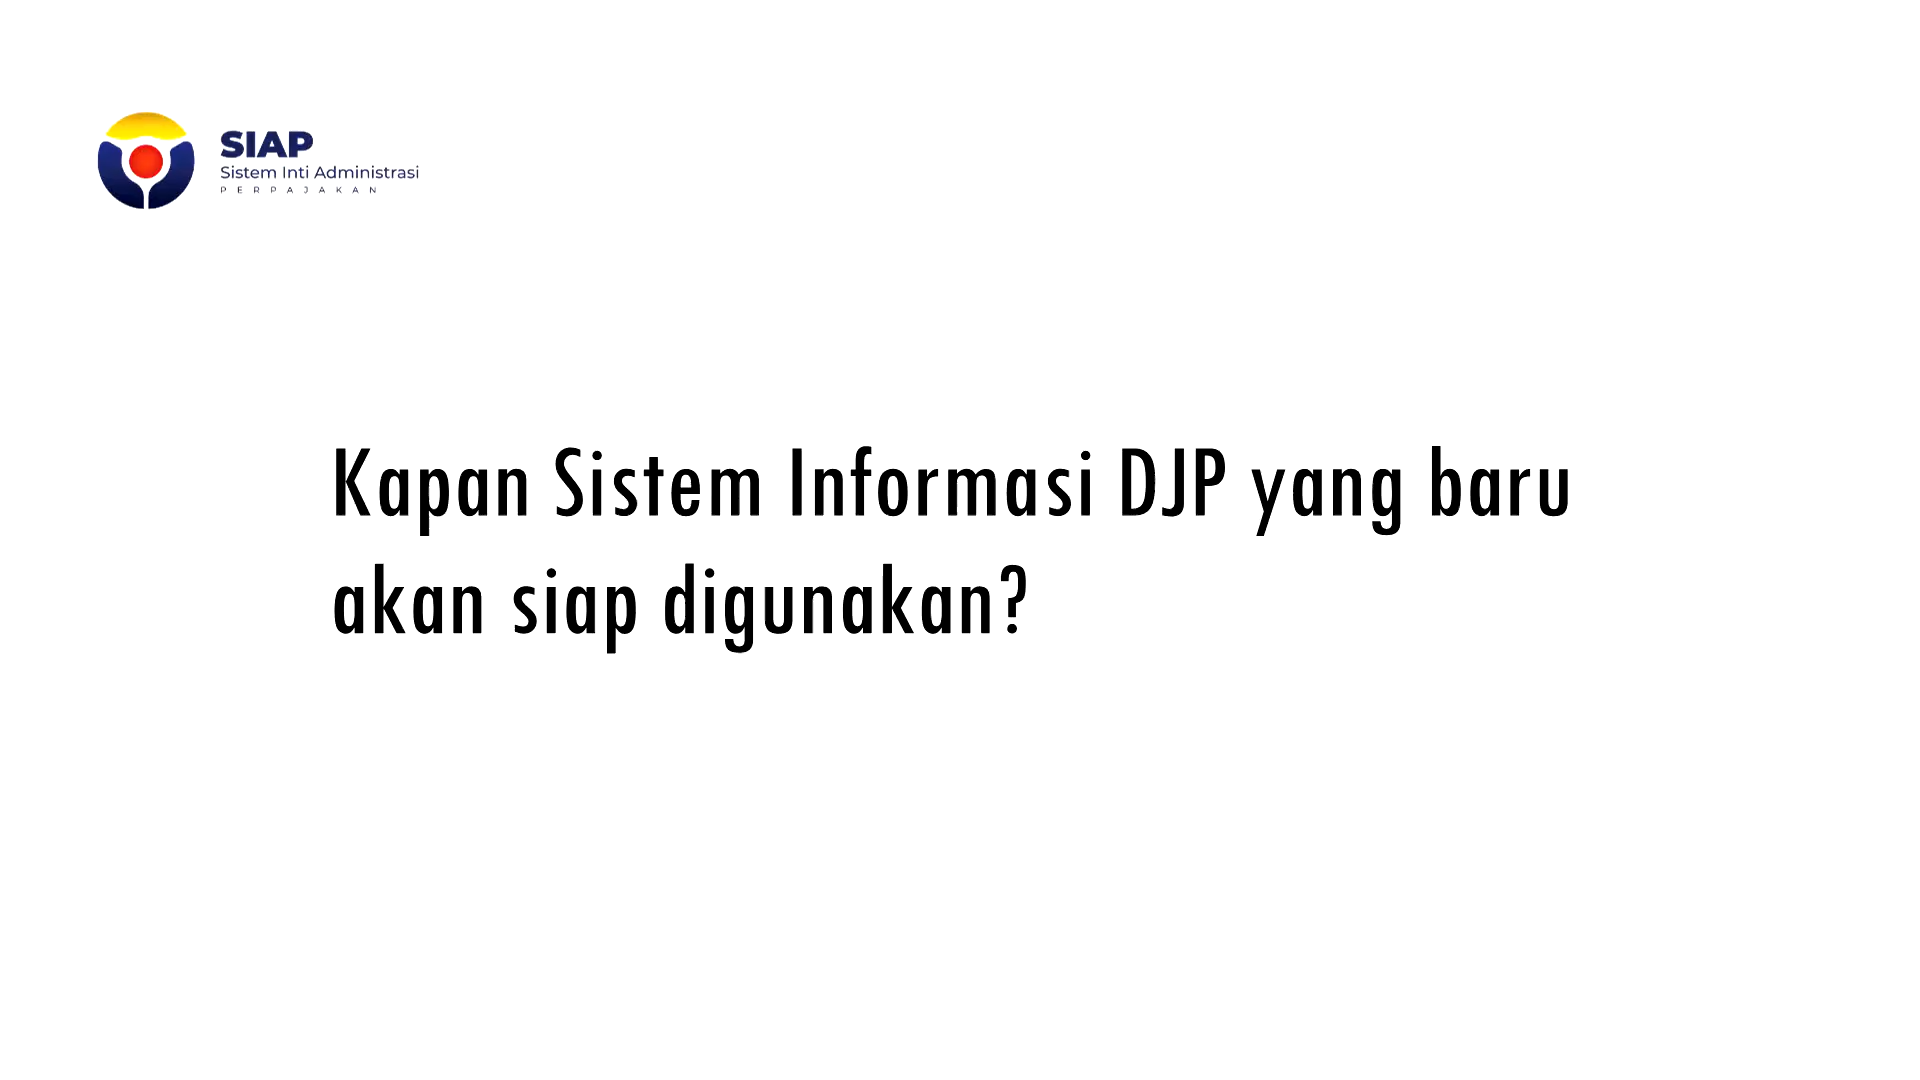 SIAP
Sistem Inti Administrasi
PERPAJAKAN
Kapan Sistem Informasi DJP yang baru
akan siap digunakan?